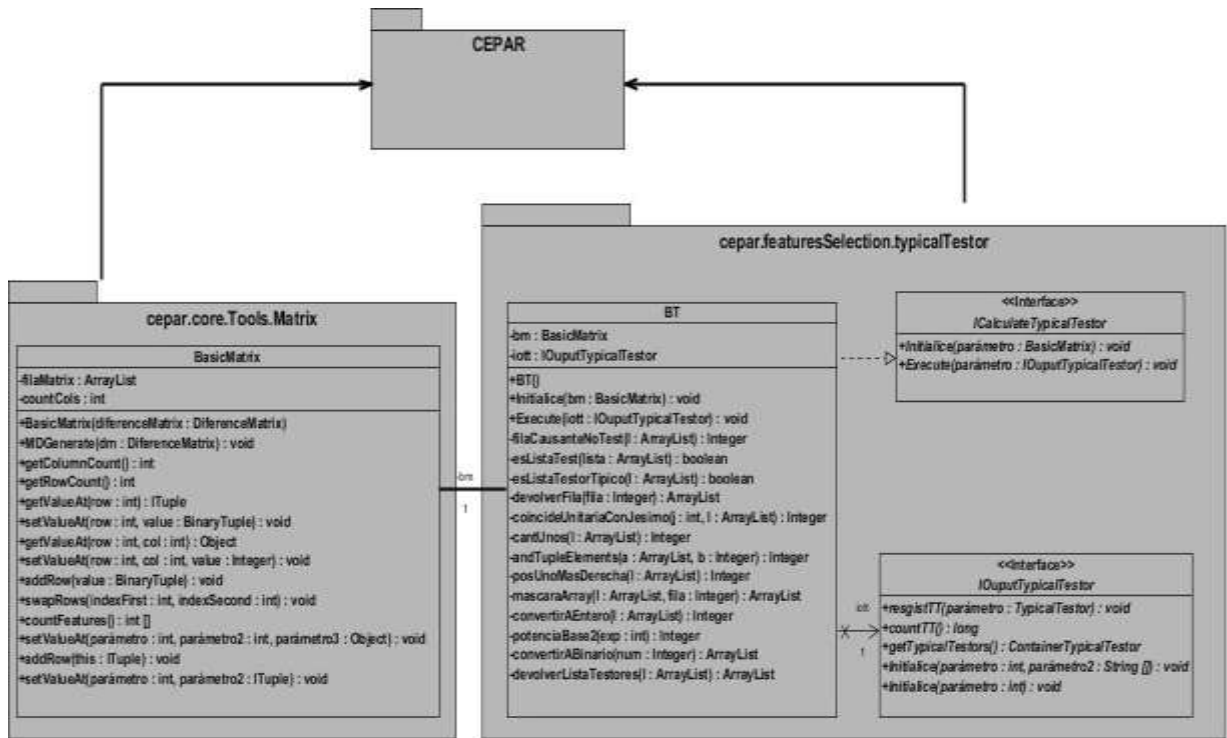 CEPAR
cepar.core.Tools.Matrix
BasicMatrix
-filaMatrix : ArrayList
-countCols : int
+BasicMatrix(diferenceMatrix : DiferenceMatrix)
+MDGenerate(dm : DiferenceMatrix) : void
+getColumnCount() : int
+getRowCount() : int
+getValueAt(row : int) : ITuple
+setValueAt(row : int, value : BinaryTuple) : void
+getValueAt(row : int, col : int) : Object
+setValueAt(row : int, col : int, value : Integer) : void
+addRow(value : BinaryTuple) : void
+swapRows(indexFirst : int, indexSecond : int) : void
+countFeatures() : int []
+setValueAt(parámetro : int, parámetro2 : int, parámetro3 : Object) : void
+addRow(this : ITuple) : void
+setValueAt(parámetro : int, parámetro2 : ITuple) : void
-bm
1
cepar.featuresSelection.typicalTestor
BT
-bm : BasicMatrix
-iott : IOuputTypicalTestor
+BT()
+Initialice(bm : BasicMatrix) : void
+Execute(iott : IOuputTypicalTestor) : void
-filaCausanteNoTest(l : ArrayList) : Integer
-esListaTest(lista : ArrayList) : boolean
-esListaTestorTipico(l : ArrayList) : boolean
-devolverFila(fila : Integer) : ArrayList
-coincideUnitariaConJesimo(j : int, l : ArrayList) : Integer
-cantUnos(l : ArrayList) : Integer
-andTupleElements(a : ArrayList, b : Integer) : Integer
-posUnoMasDerecha(l : ArrayList) : Integer
-mascaraArray(l : ArrayList, fila : Integer) : ArrayList
-convertirAEntero(l : ArrayList) : Integer
-potenciaBase2(exp : int) : Integer
-convertirABinario(num : Integer) : ArrayList
-devolverListaTestores(l : ArrayList) : ArrayList
<<Interface>>
ICalculateTypicalTestor
+Initialice(parámetro : BasicMatrix) : void
+Execute(parámetro : IOuputTypicalTestor) : void
-iott
1
<<Interface>>
IOuputTypicalTestor
+resgistTT(parámetro : TypicalTestor) : void
+countTT() : long
+getTypicalTestors() : ContainerTypicalTestor
+Initialice(parámetro : int, parámetro2 : String []) : void
+Initialice(parámetro : int) : void